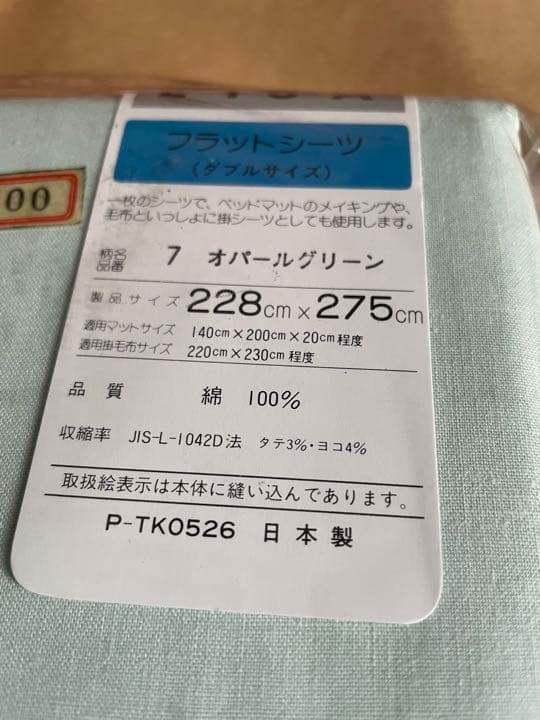 フラットシーツ
(ダブルサイズ)
00
一枚のシーツで、ベッドマットのメイキングや、
毛布といっしょに掛シーツとしても使用します。
柄名
品番 7 オパールグリーン
製品サイズ 228cm×275cm
適用マットサイズ 140cm×200cm×20cm程度
適用掛毛布サイズ 220cm×230cm程度
品質 綿 100%
収縮率 JIS-L-1042D法 タテ3%・ヨコ4%
取扱絵表示は本体に縫い込んであります。
P-TK0526 日本製